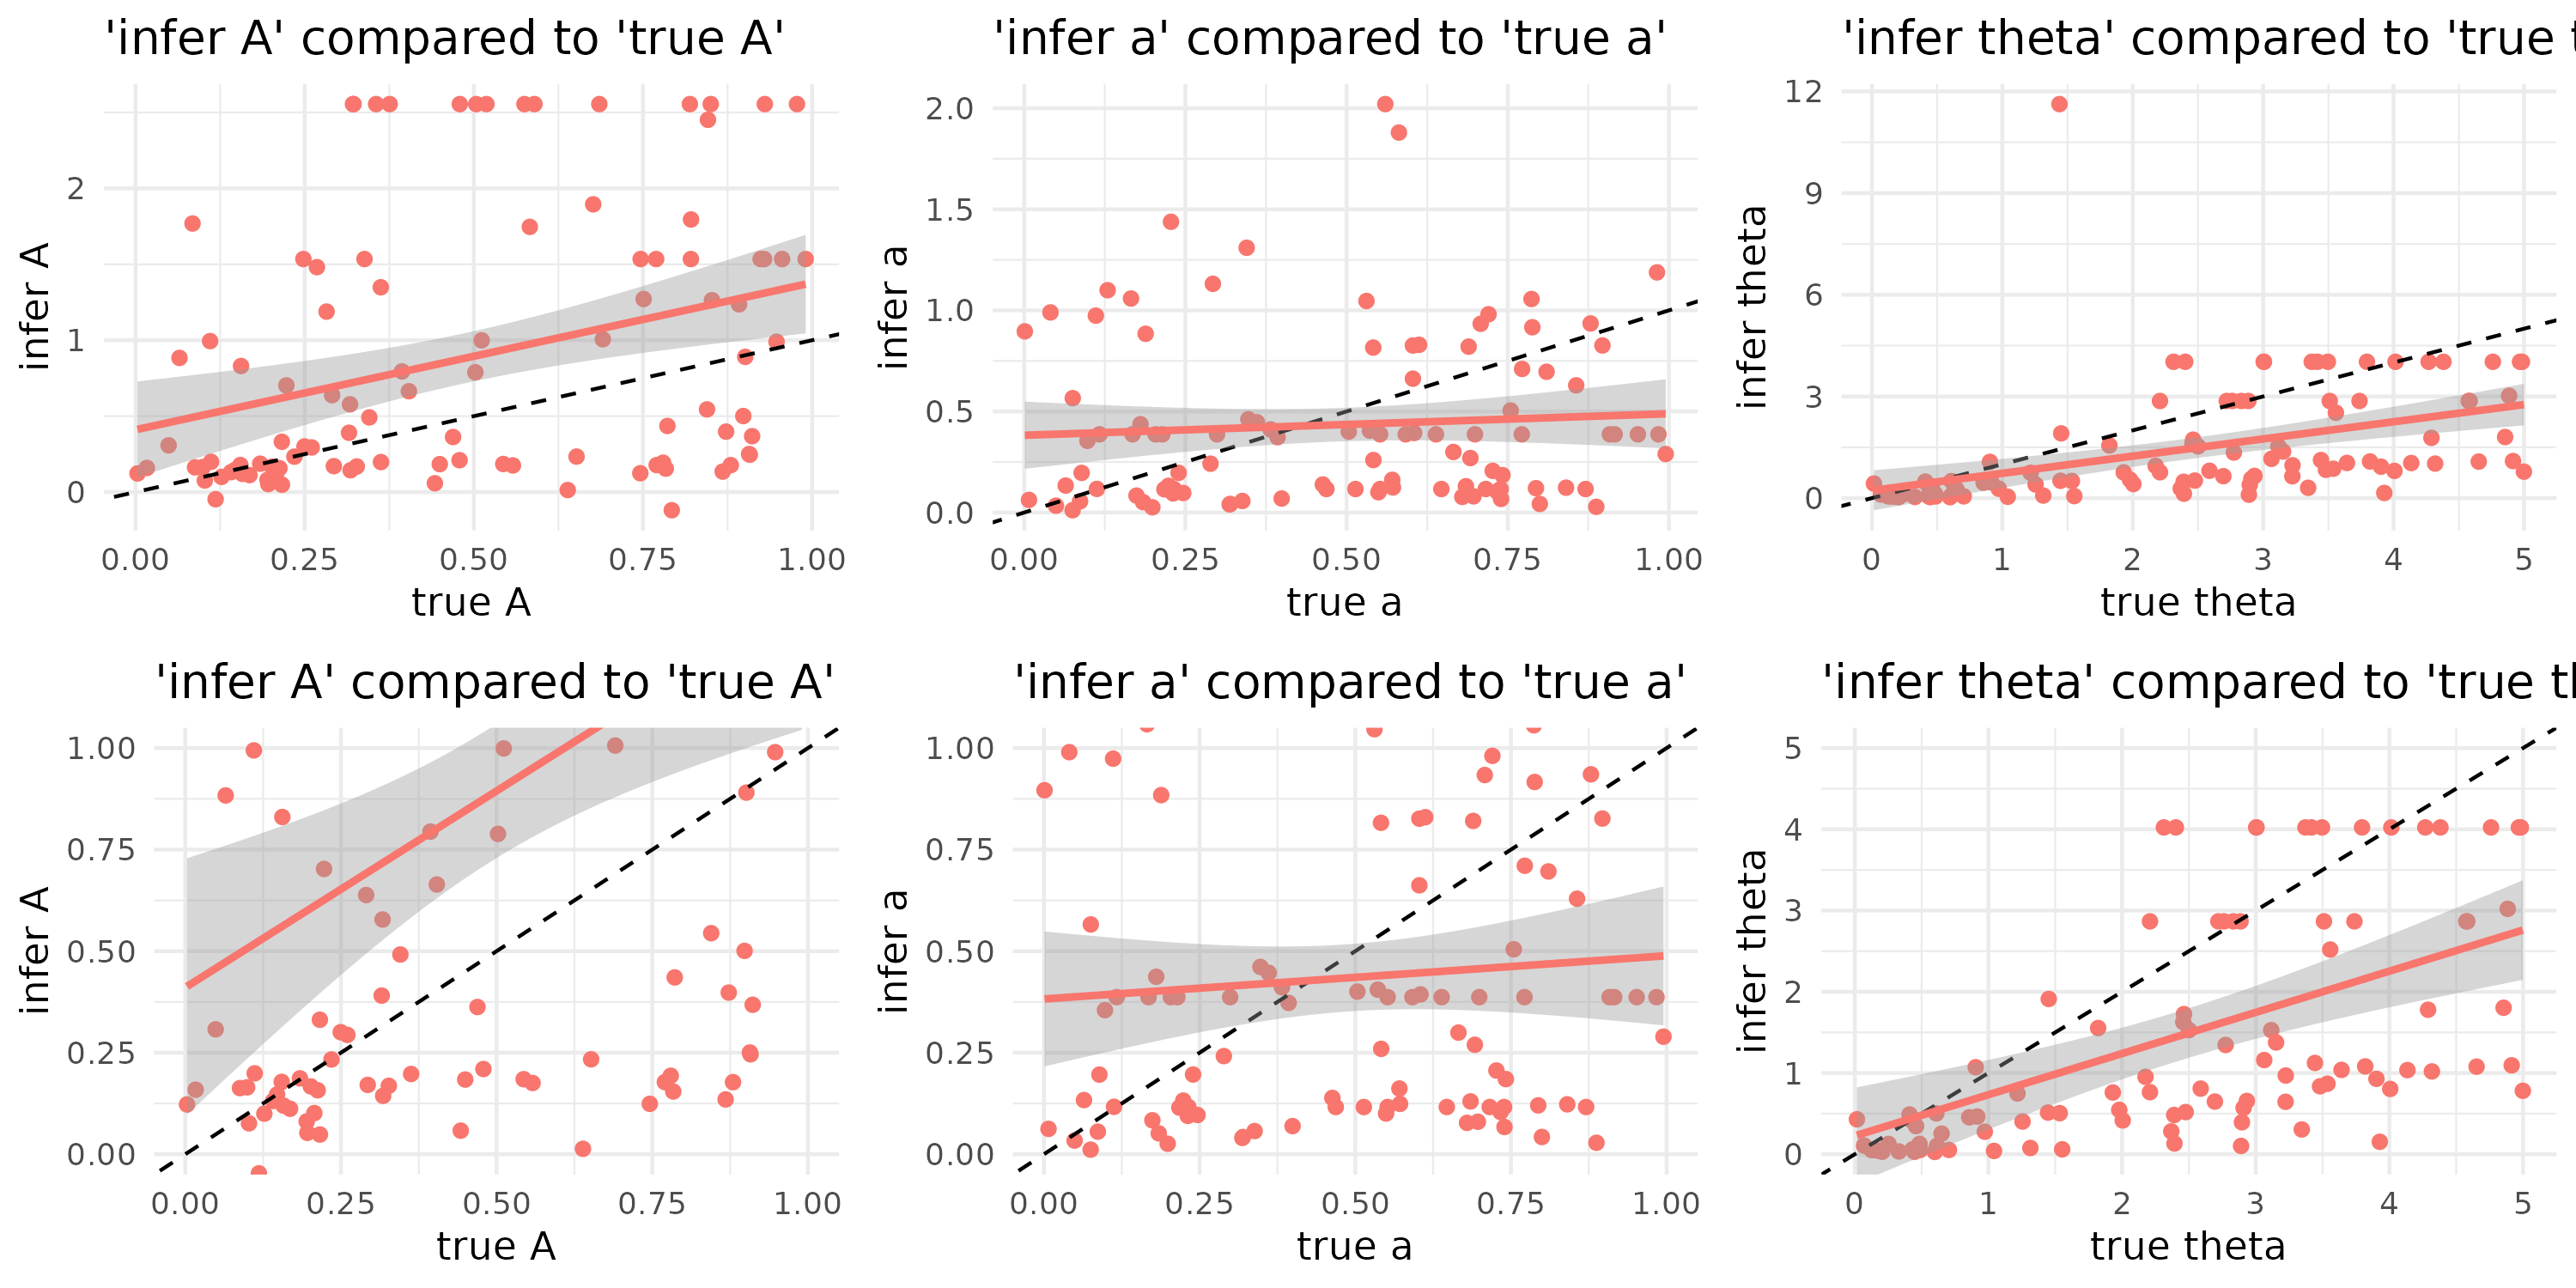 'infer A' compared to 'true A'
2
1
0
infer A
0.00 0.25 0.50 0.75 1.00
true A
'infer a' compared to 'true a'
2.0
1.5
1.0
0.5
0.0
infer a
0.00 0.25 0.50 0.75 1.00
true a
'infer theta' compared to 'true t
12
9
6
3
0
infer theta
0 1 2 3 4 5
true theta
'infer A' compared to 'true A'
1.00
0.75
0.50
0.25
0.00
infer A
0.00 0.25 0.50 0.75 1.00
true A
'infer a' compared to 'true a'
1.00
0.75
0.50
0.25
0.00
infer a
0.00 0.25 0.50 0.75 1.00
true a
'infer theta' compared to 'true th
5
4
3
2
1
0
infer theta
0 1 2 3 4 5
true theta